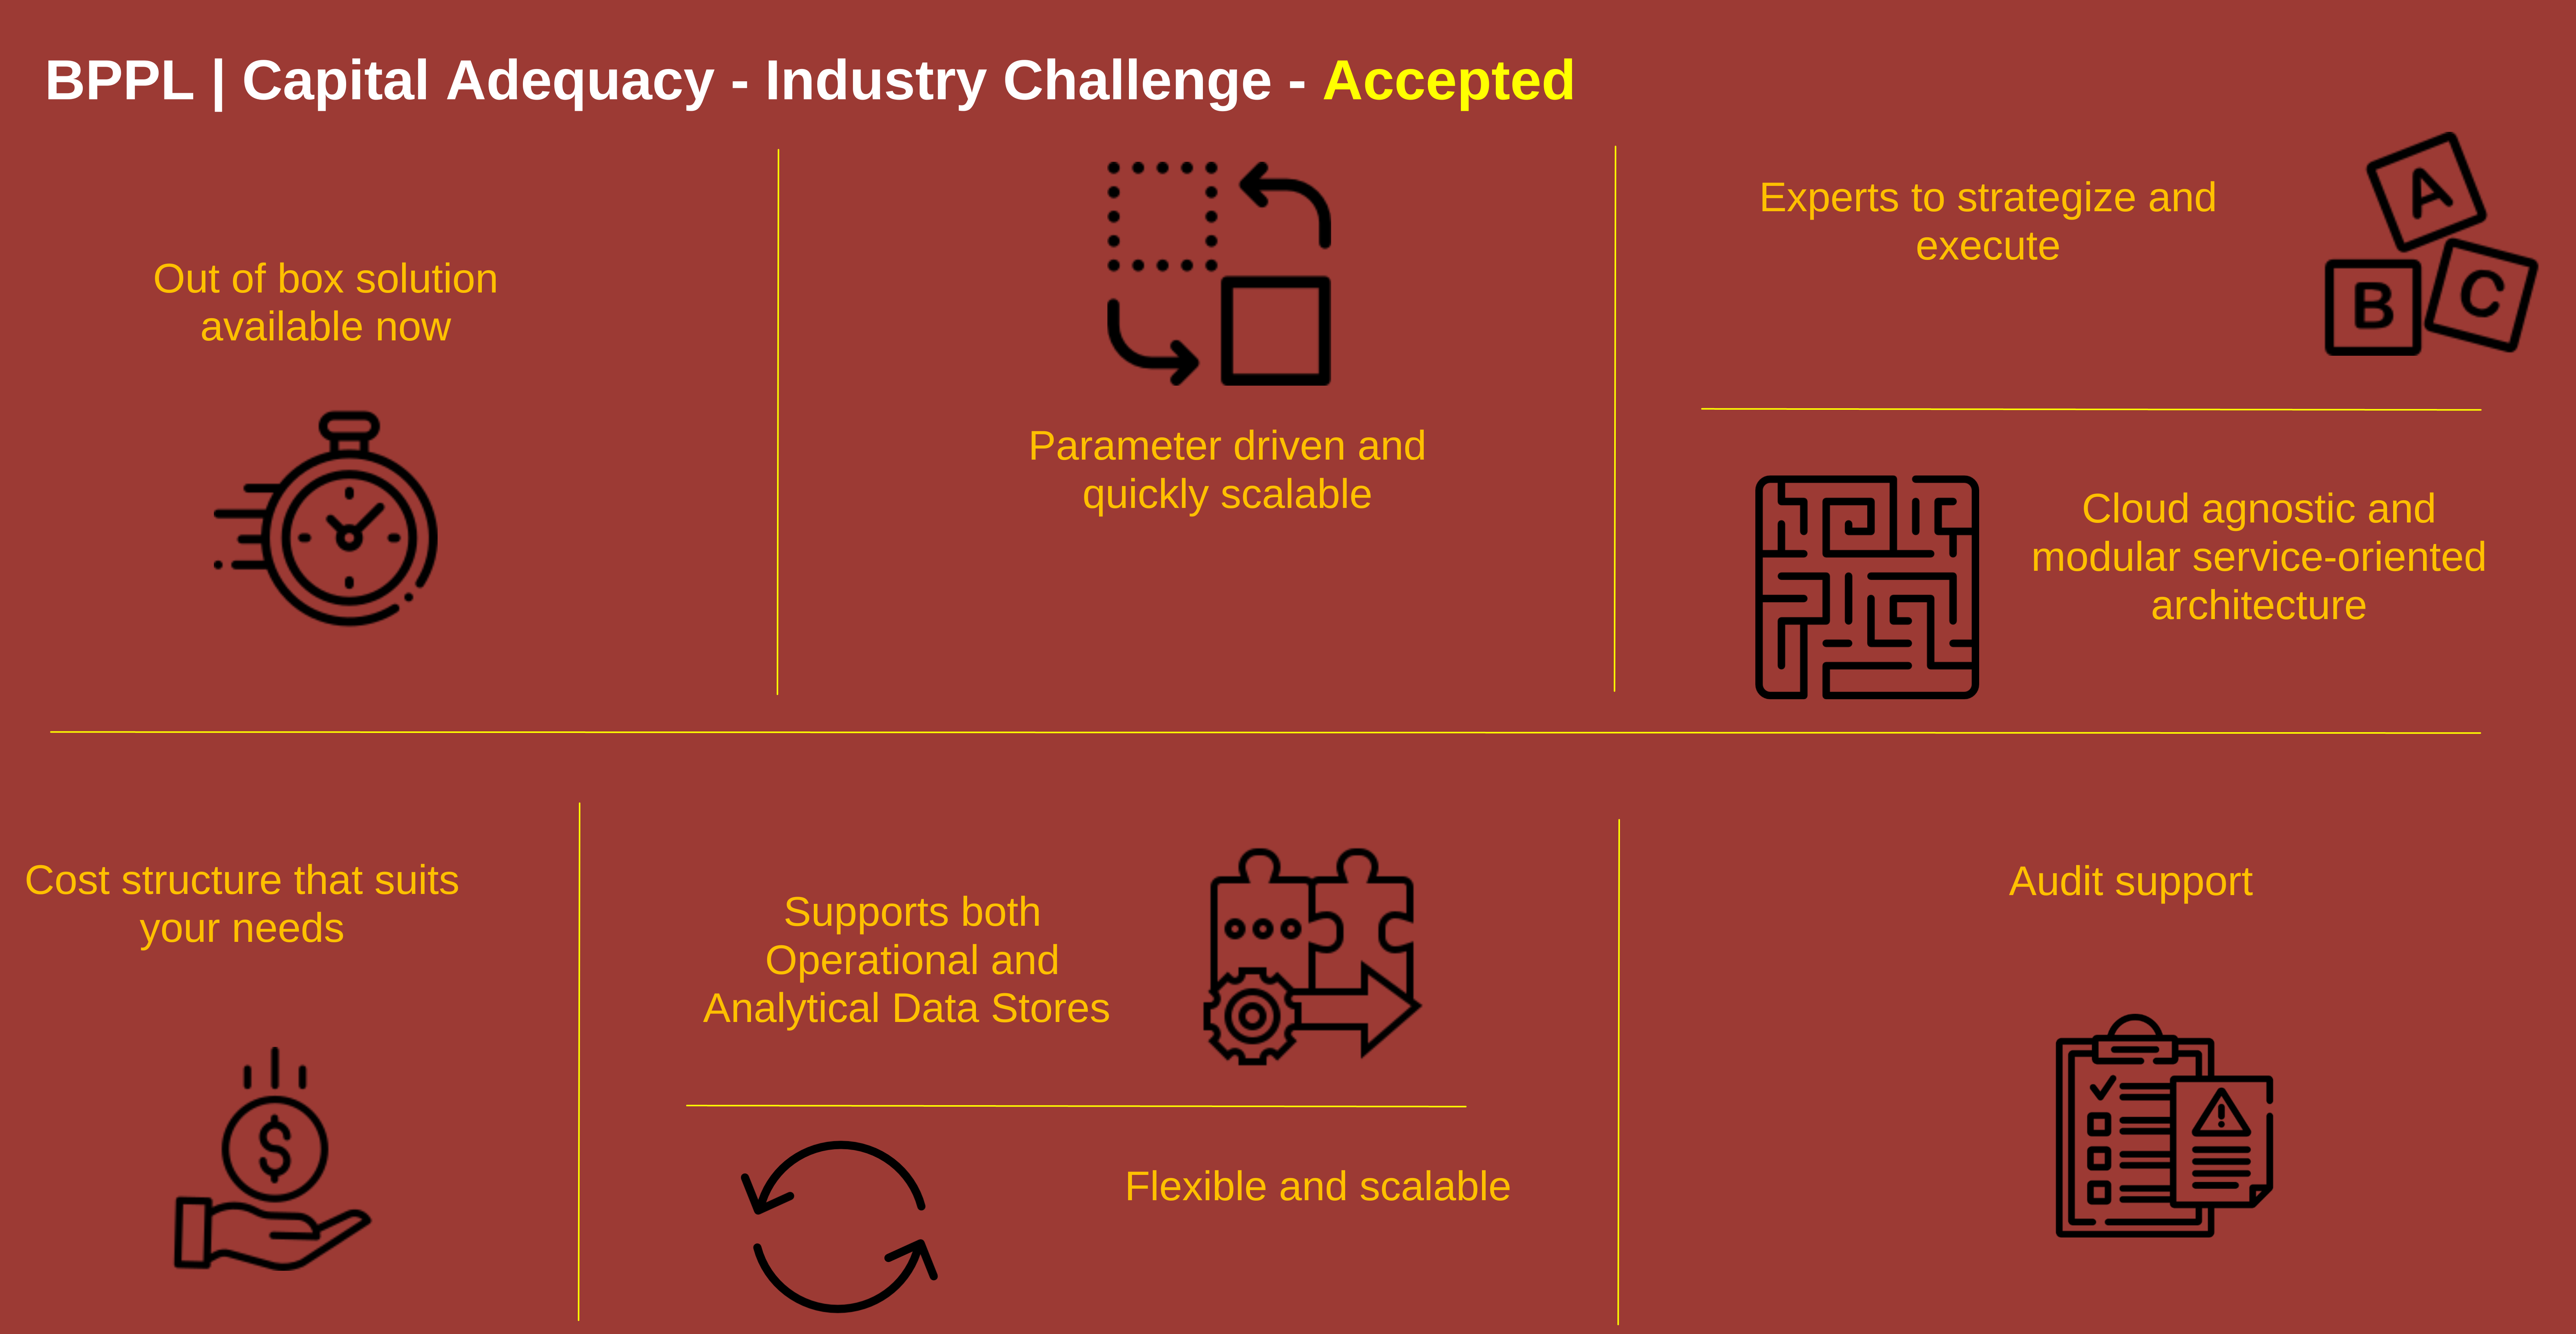 BPPL | Capital Adequacy - Industry Challenge - Accepted
Out of box solution
available now
Parameter driven and
quickly scalable
Experts to strategize and
execute
A
B
C
Cloud agnostic and
modular service-oriented
architecture
Cost structure that suits
your needs
$
Supports both
Operational and
Analytical Data Stores
Flexible and scalable
Audit support